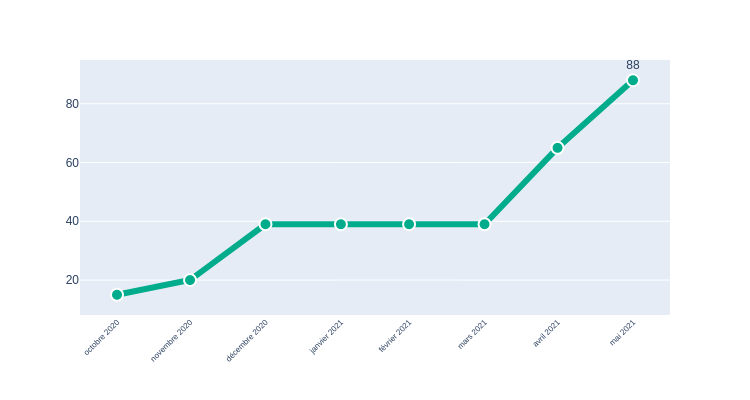 88
80
60
40
20
octobre 2020
novembre 2020
décembre 2020
janvier 2021
février 2021
mars 2021
avril 2021
mai 2021